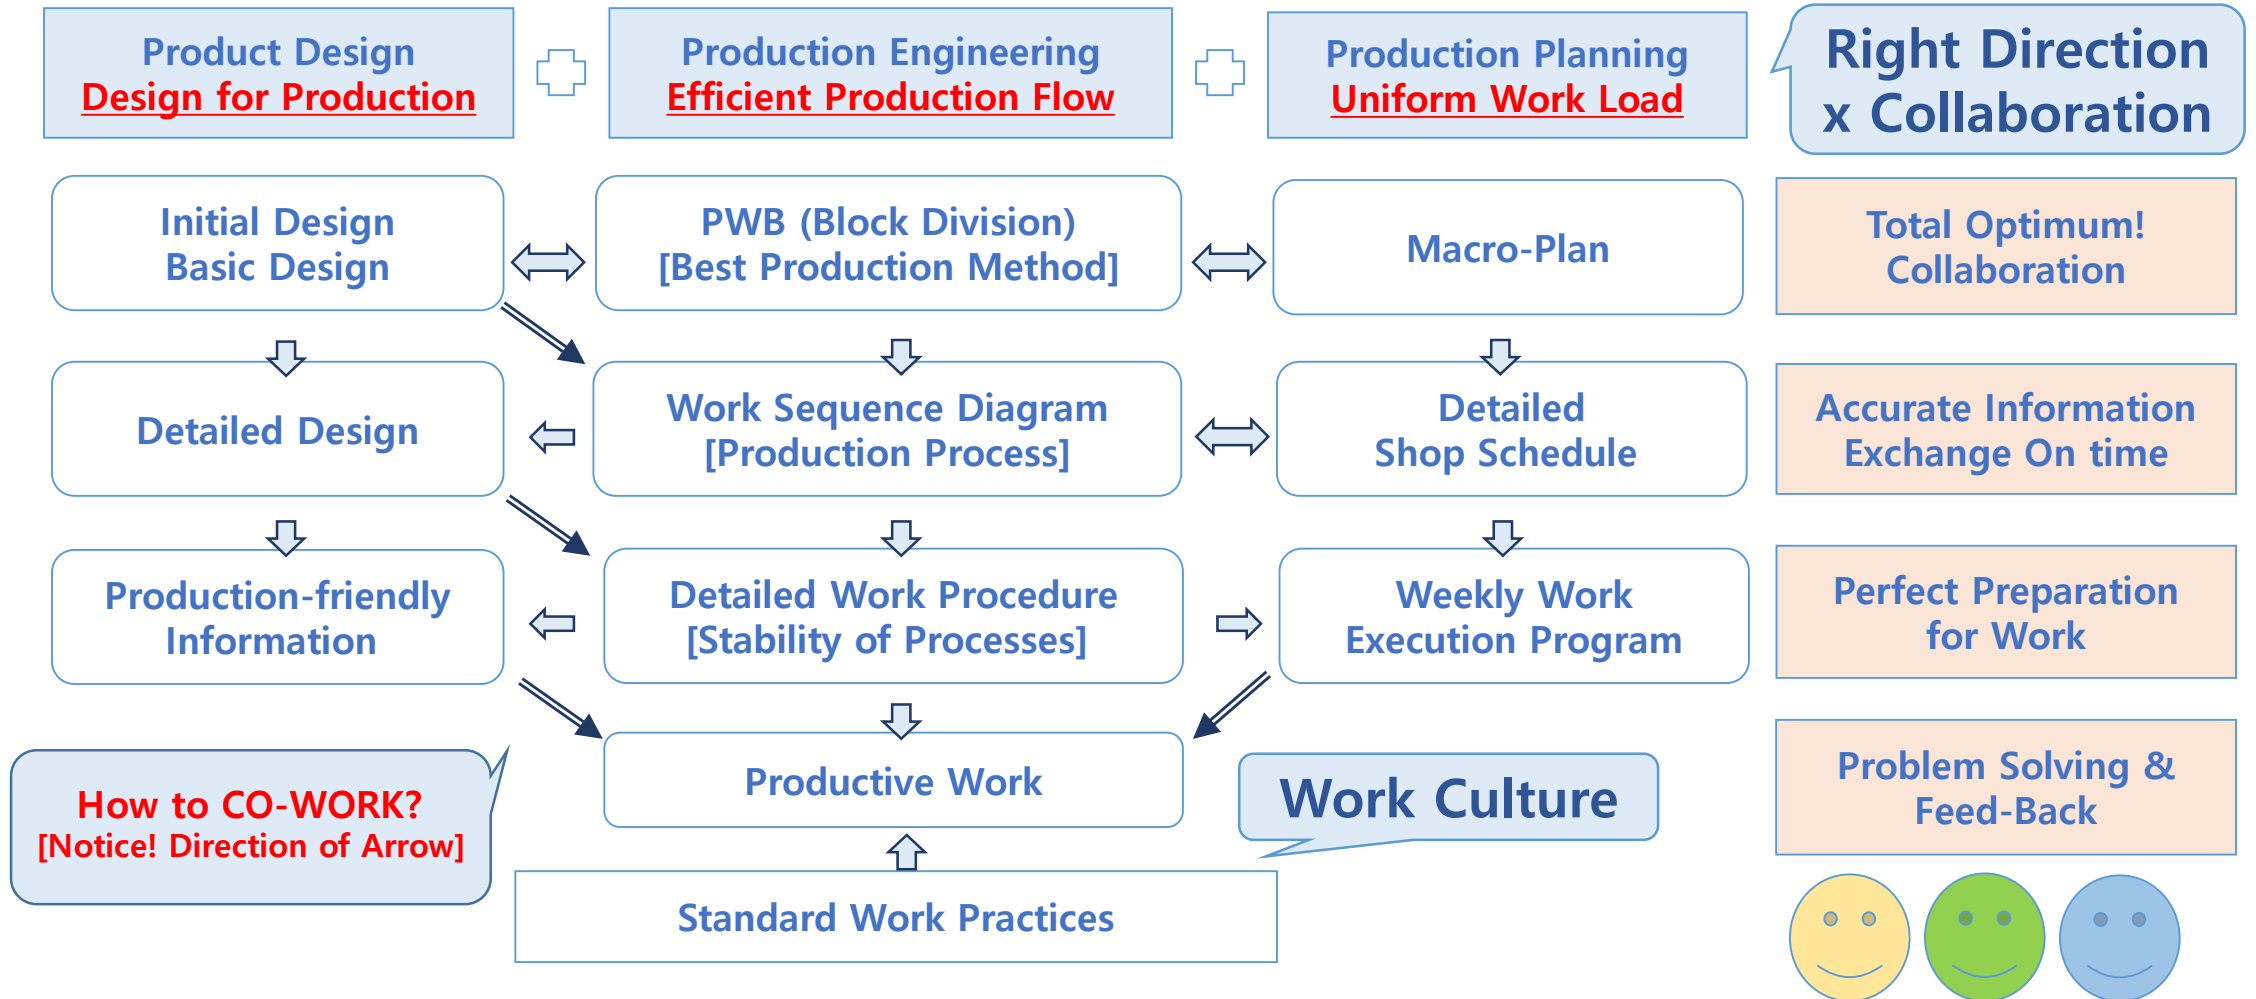 Product Design
Design for Production
Production Engineering
Efficient Production Flow
Production Planning
Uniform Work Load
Right Direction
x Collaboration
Initial Design
Basic Design
PWB (Block Division)
[Best Production Method]
Macro-Plan
Total Optimum!
Collaboration
Detailed Design
Work Sequence Diagram
[Production Process]
Detailed
Shop Schedule
Accurate Information
Exchange On time
Production-friendly
Information
Detailed Work Procedure
[Stability of Processes]
Weekly Work
Execution Program
Perfect Preparation
for Work
How to CO-WORK?
[Notice! Direction of Arrow]
Productive Work
Work Culture
Problem Solving &
Feed-Back
Standard Work Practices